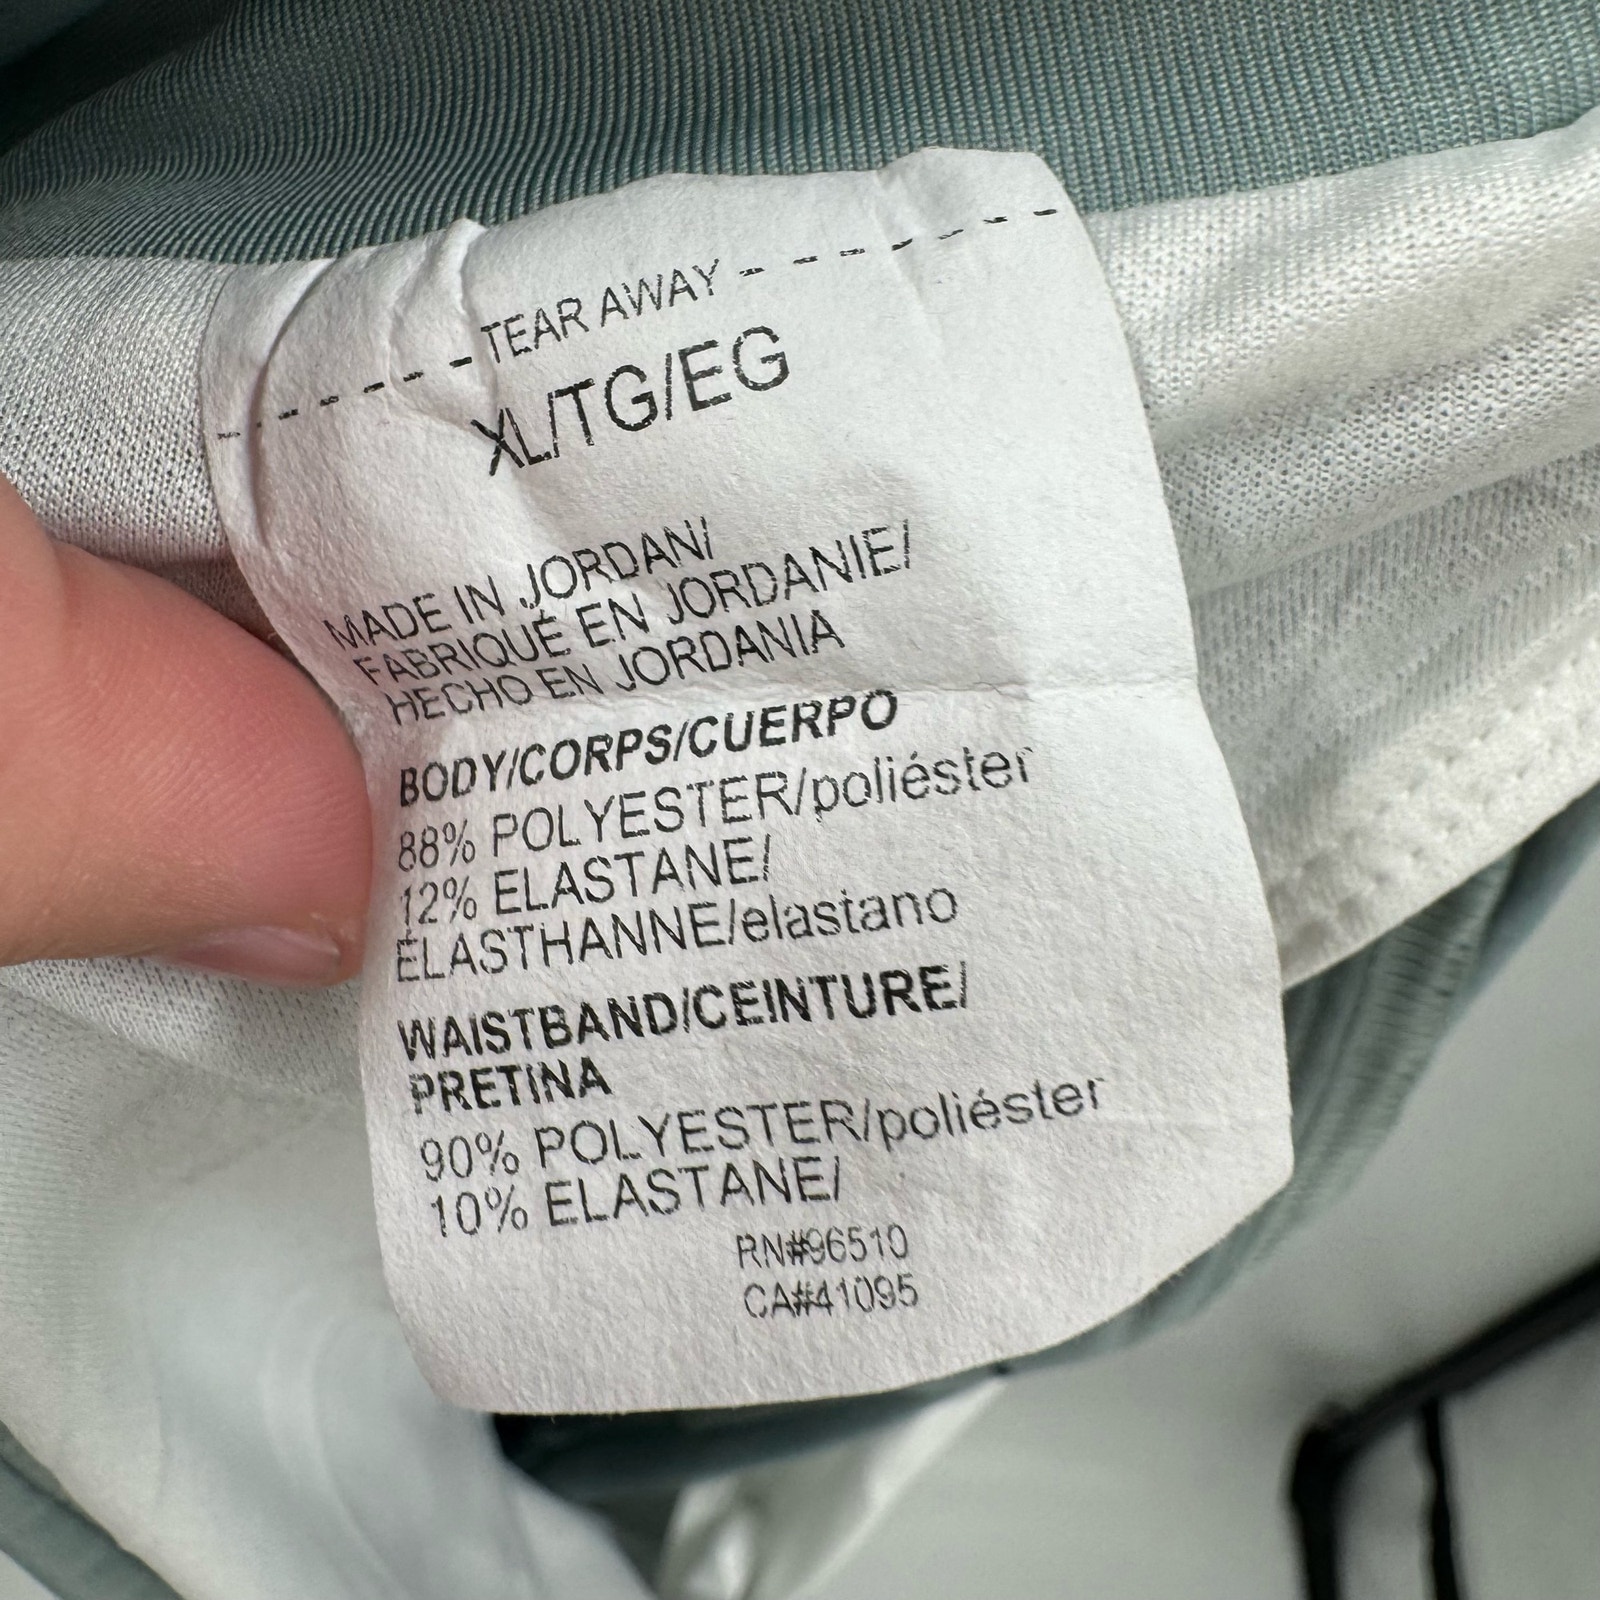 TEAR AWAY
XL/TG/EG
MADE IN JORDAN/
FABRIQUÉ EN JORDANIE/
HECHO EN JORDANIA
BODY/CORPS/CUERPO
88% POLYESTER/poliéster
12% ELASTANE/
ÉLASTHANNE/elastano
WAISTBAND/CEINTURE/
PRETINA
90% POLYESTER/poliéster
10% ELASTANE/
RN#96510
CA#41095